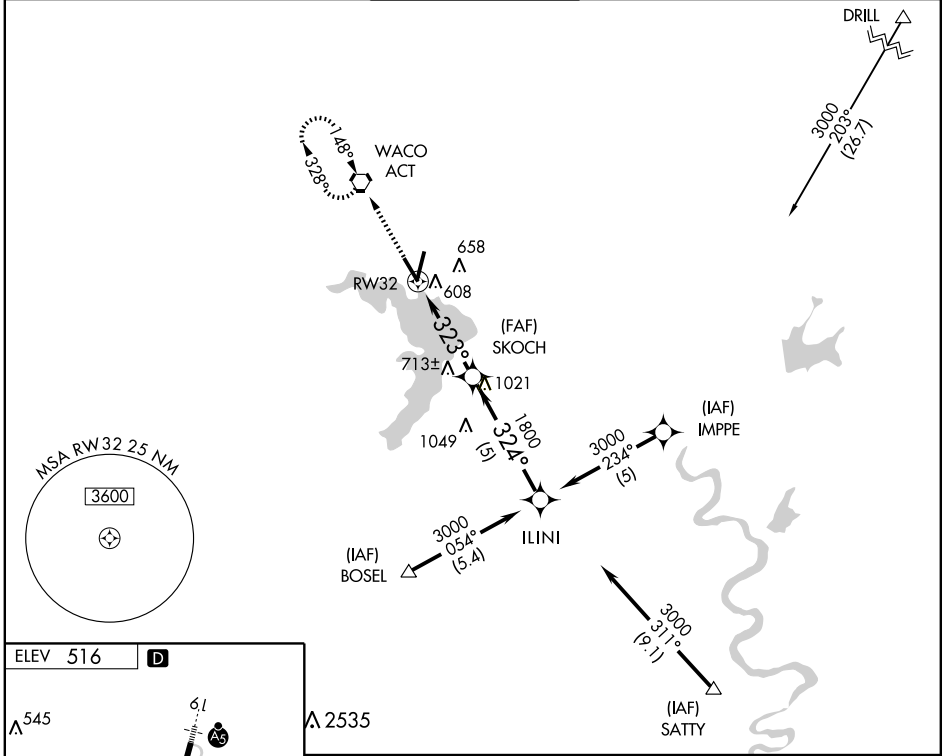 DRILL
3000
203°
(26.7)
148°
328°
WACO
ACT
658
RW32
608
323°
(FAF)
SKOCH
713±
1021
1049
1800
324°
(5)
(IAF)
IMPPE
3000
234°
(5)
MSA RW32 25 NM
3600
ILINI
3000
054°
(5.4)
(IAF)
BOSEL
3000
311°
(9.1)
(IAF)
SATTY
ELEV 516 D
545
19
A5
2535